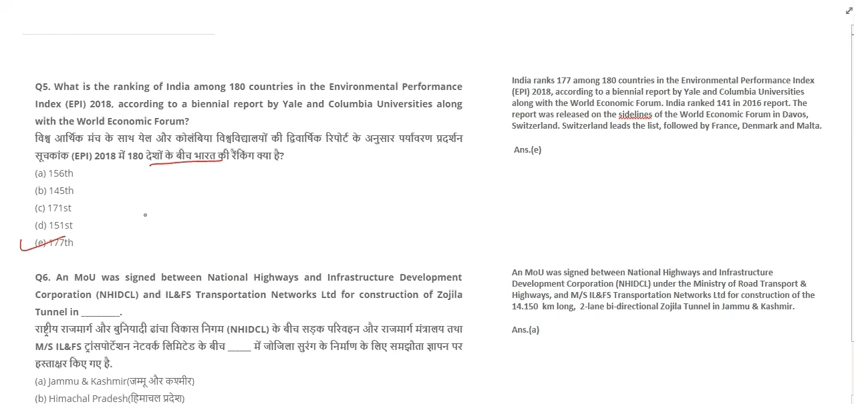 Q5. What is the ranking of India among 180 countries in the Environmental Performance
Index (EPI) 2018, according to a biennial report by Yale and Columbia Universities along
with the World Economic Forum?
विश्व आर्थिक मंच के साथ येल और कोलंबिया विश्वविद्यालयों की द्विवार्षिक रिपोर्ट के अनुसार पर्यावरण प्रदर्शन
सूचकांक (EPI) 2018 में 180 देशों के बीच भारत की रैंकिंग क्या है?
(a) 156th
(b) 145th
(c) 171st
(d) 151st
(e) 177th
India ranks 177 among 180 countries in the Environmental Performance Index
(EPI) 2018, according to a biennial report by Yale and Columbia Universities
along with the World Economic Forum. India ranked 141 in 2016 report. The
report was released on the sidelines of the World Economic Forum in Davos,
Switzerland. Switzerland leads the list, followed by France, Denmark and Malta.
Ans.(e)
Q6. An MoU was signed between National Highways and Infrastructure Development
Corporation (NHIDCL) and IL&FS Transportation Networks Ltd for construction of Zojila
Tunnel in ________.
राष्ट्रीय राजमार्ग और बुनियादी ढांचा विकास निगम (NHIDCL) के बीच सड़क परिवहन और राजमार्ग मंत्रालय तथा
M/S IL&FS ट्रांसपोर्टेशन नेटवर्क लिमिटेड के बीच _____ में जोजिला सुरंग के निर्माण के लिए समझौता ज्ञापन पर
हस्ताक्षर किए गए है.
(a) Jammu & Kashmir(जम्मू और कश्मीर)
(b) Himachal Pradesh(हिमाचल प्रदेश)
An MoU was signed between National Highways and Infrastructure
Development Corporation (NHIDCL) under the Ministry of Road Transport &
Highways, and M/S IL&FS Transportation Networks Ltd for construction of the
14.150 km long, 2-lane bi-directional Zojila Tunnel in Jammu & Kashmir.
Ans.(a)